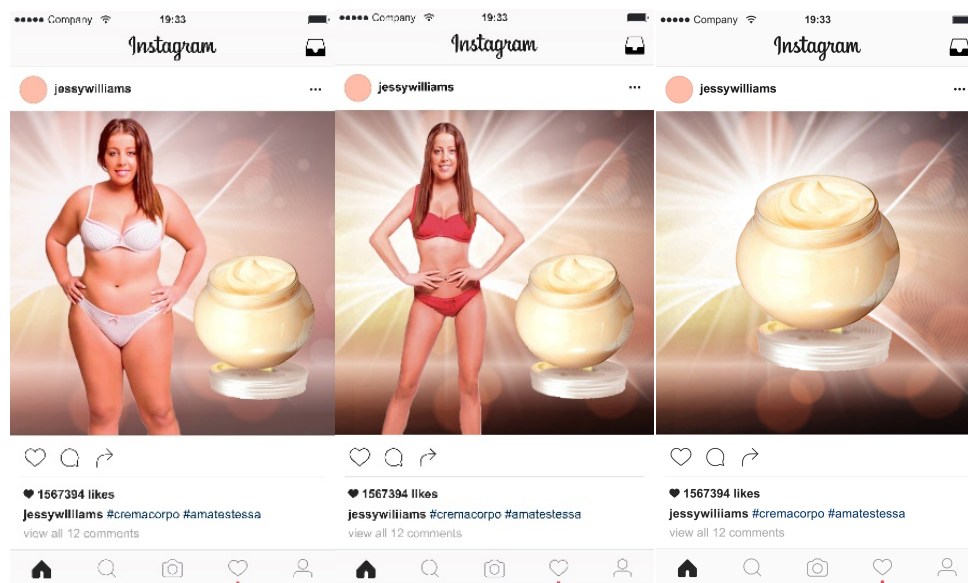 Company 19:33
Instagram
jessywilliams
1567394 likes
jessywilliams #cremacorpo #amatestessa
view all 12 comments
Company 19:33
Instagram
jessywilliams
1567394 likes
jessywiliiams #cremacorpo #amatestessa
view all 12 comments
Company 19:33
Instagram
jessywilliams
1567394 likes
jessywiliiams #cremacorpo #amatestessa
view all 12 comments